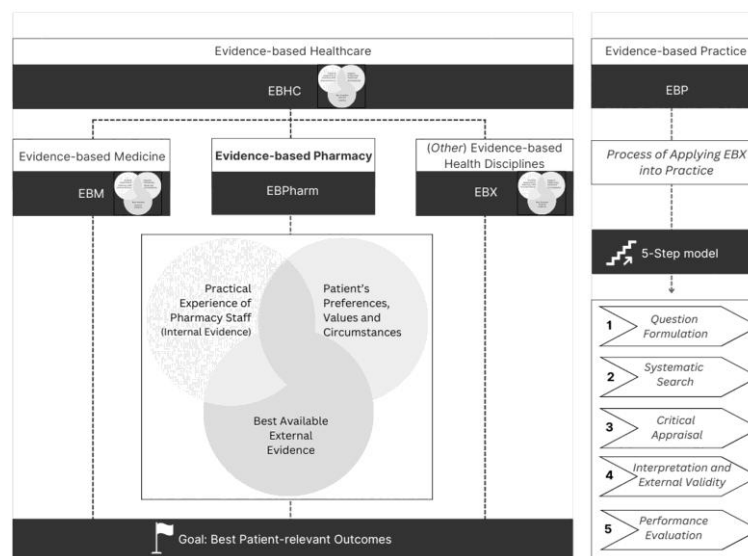 Evidence-based Healthcare
EBHC
Evidence-based Medicine
EBM
Evidence-based Pharmacy
EBPharm
(Other) Evidence-based
Health Disciplines
EBX
Practical
Experience of
Pharmacy Staff
(Internal Evidence)
Patient's
Preferences,
Values and
Circumstances
Best Available
External
Evidence
Goal: Best Patient-relevant Outcomes
Evidence-based Practice
EBP
Process of Applying EBX
into Practice
5-Step model
1 Question
Formulation
2 Systematic
Search
3 Critical
Appraisal
4 Interpretation and
External Validity
5 Performance
Evaluation